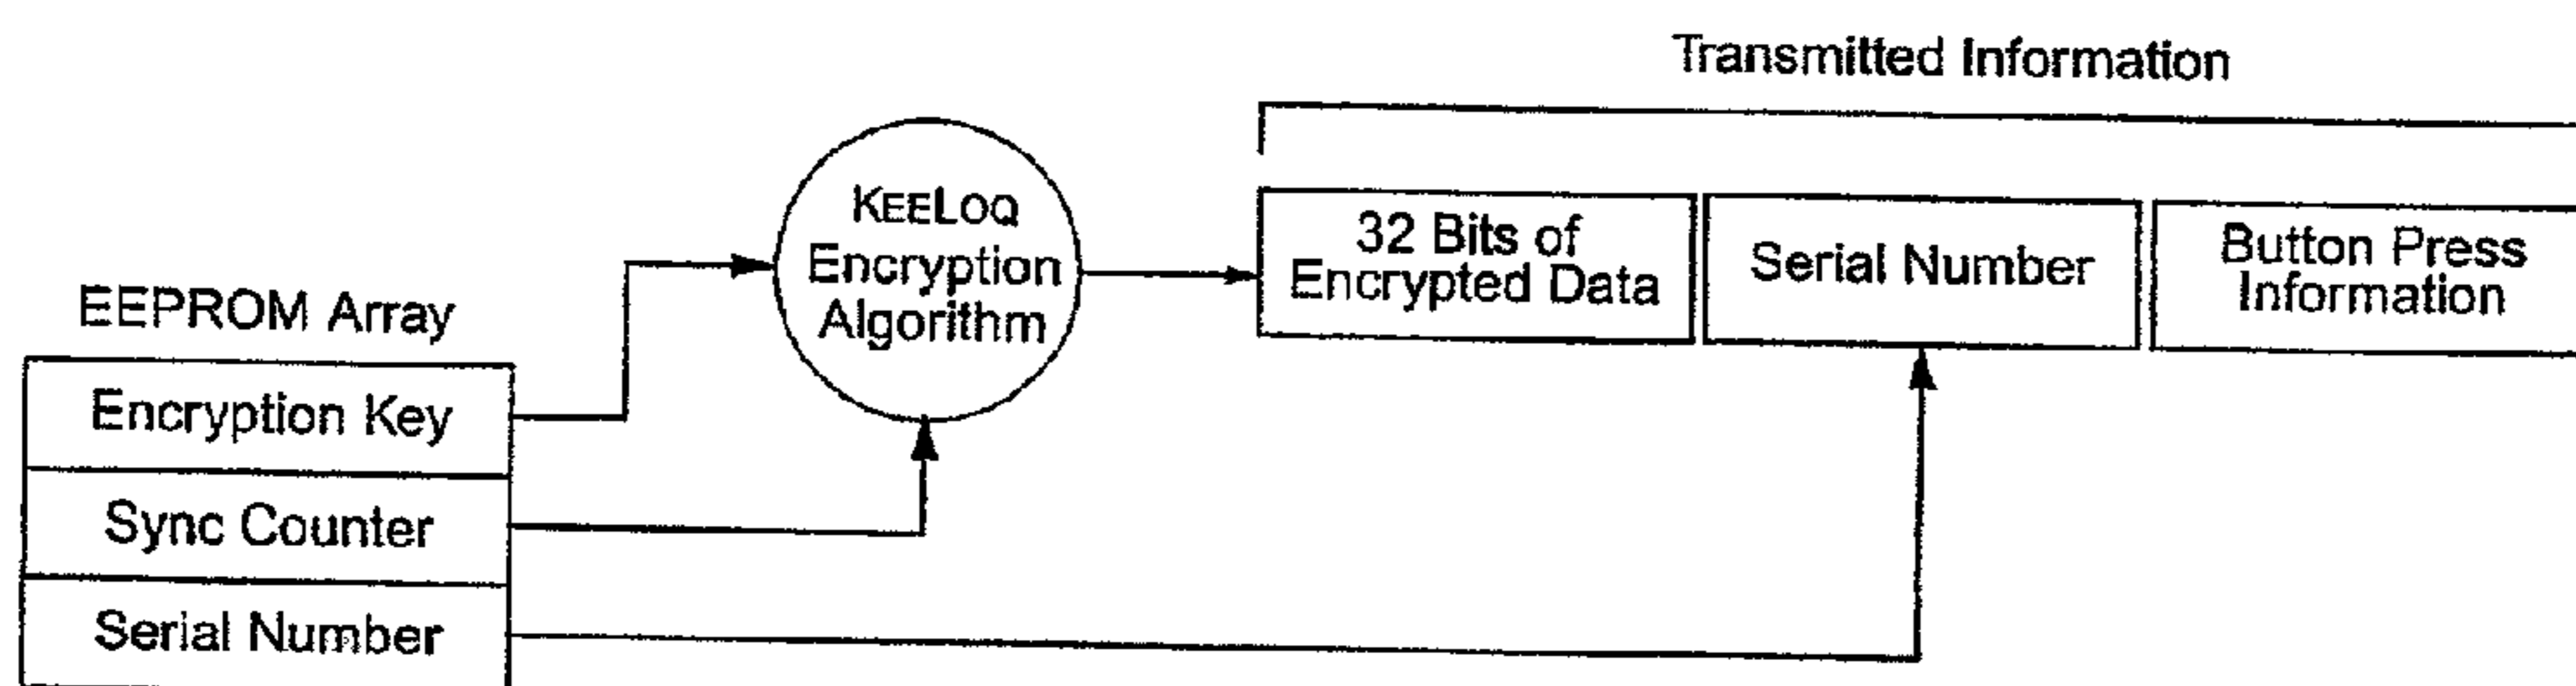 Transmitted Information
KEELOQ
Encryption
Algorithm
32 Bits of
Encrypted Data
Serial Number
Button Press
Information
EEPROM Array
Encryption Key
Sync Counter
Serial Number